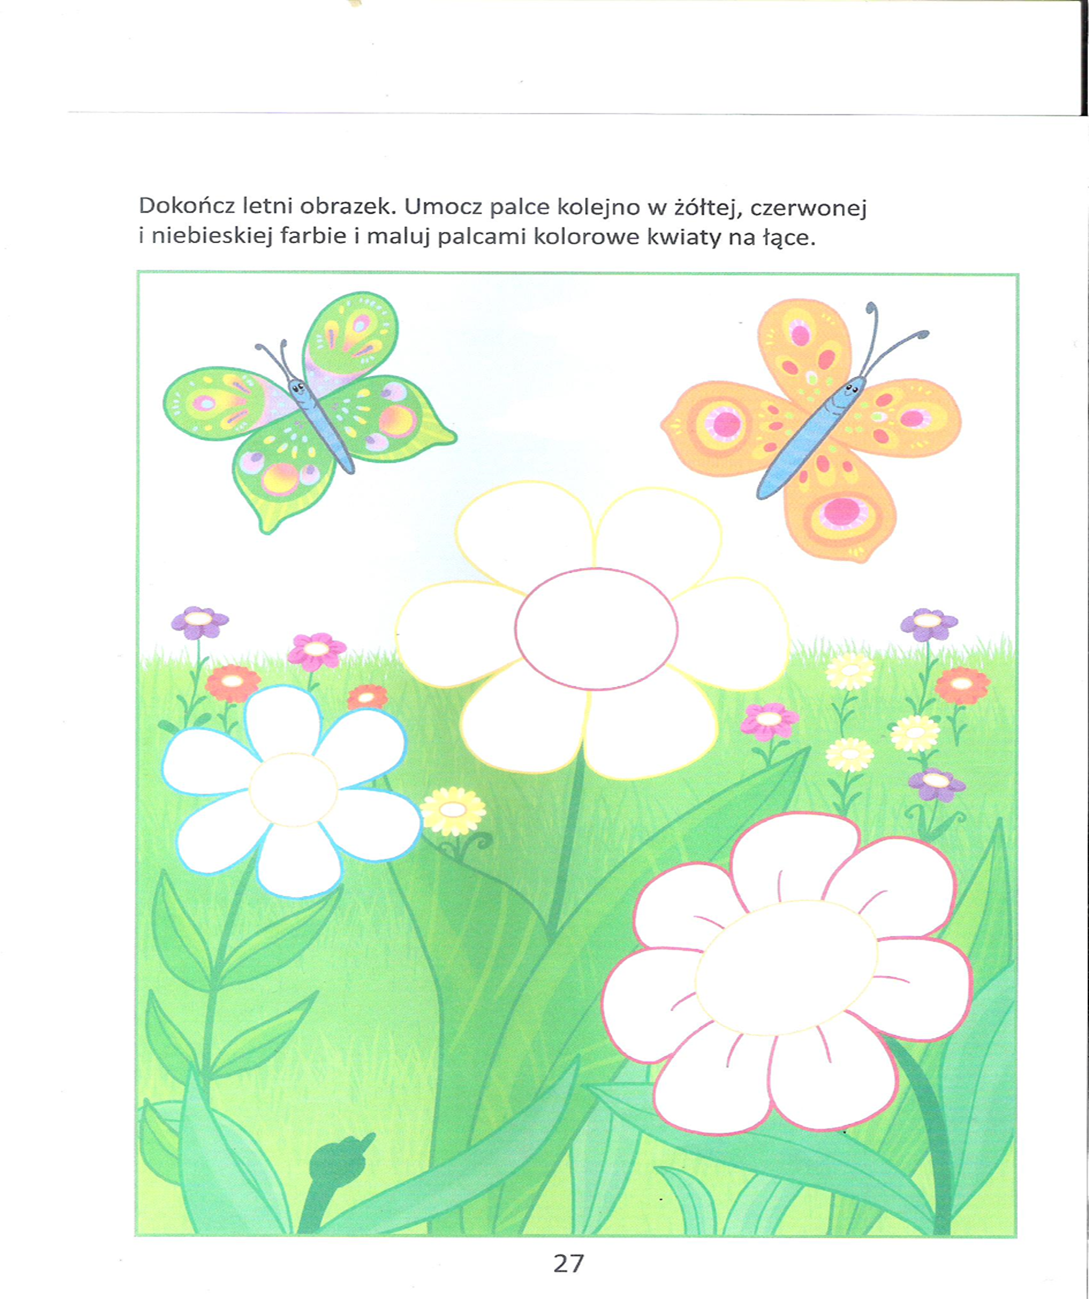 Dokończ letni obrazek. Umocz palce kolejno w żółtej, czerwonej
i niebieskiej farbie i maluj palcami kolorowe kwiaty na łące.
27